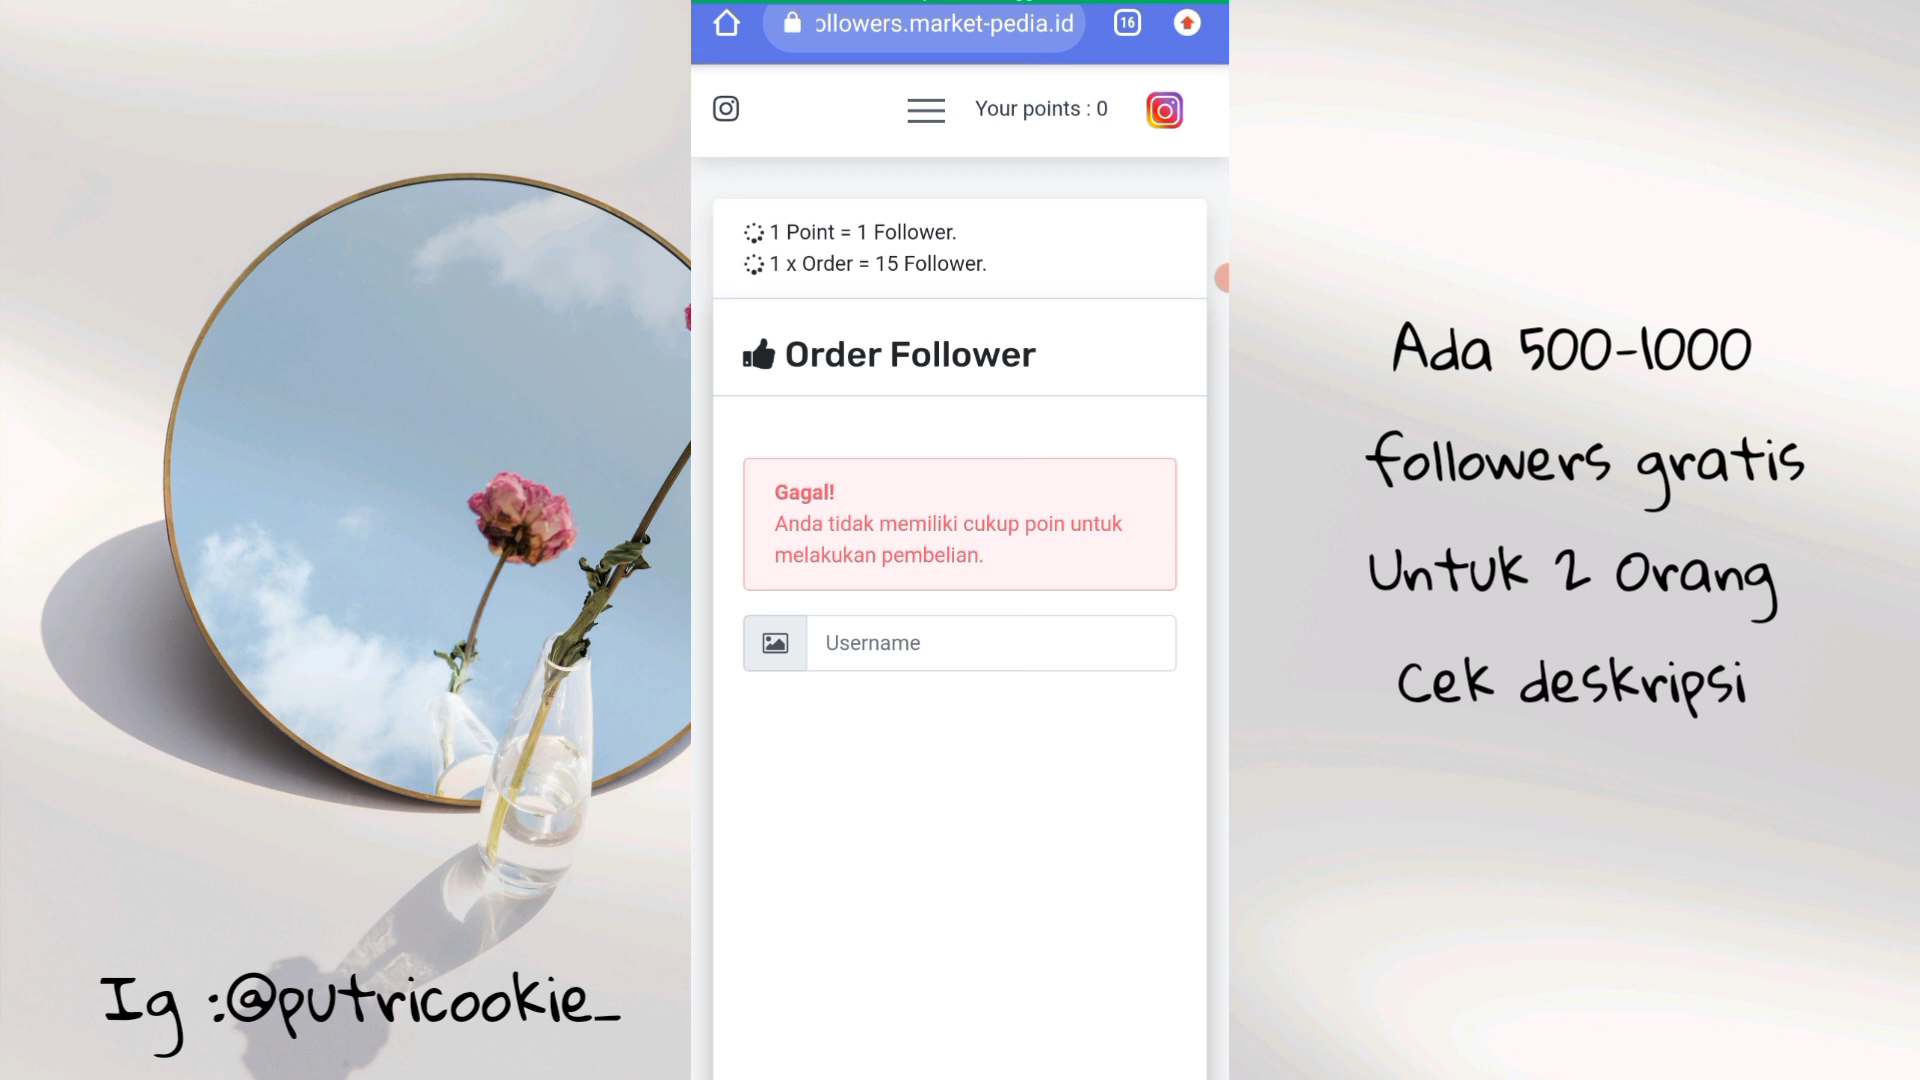 ollowers.market-pedia.id
16
Your points : 0
1 Point = 1 Follower.
1 x Order = 15 Follower.
Order Follower
Gagal!
Anda tidak memiliki cukup poin untuk
melakukan pembelian.
Username
Ada 500-1000
followers gratis
Untuk 2 Orang
Cek deskripsi
Ig :@putricookie_